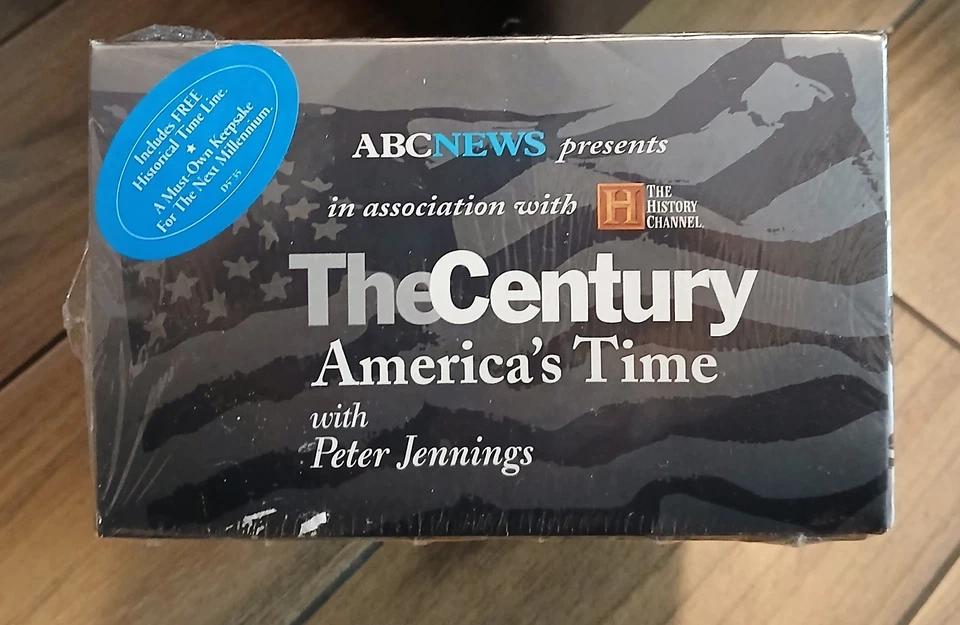 Includes FREE
Historical Time Line.
★
A Must-Own Keepsake
For The Next Millennium.
D5735
ABCNEWS presents
in association with H THE
HISTORY
CHANNEL.
TheCentury
America's Time
with
Peter Jennings